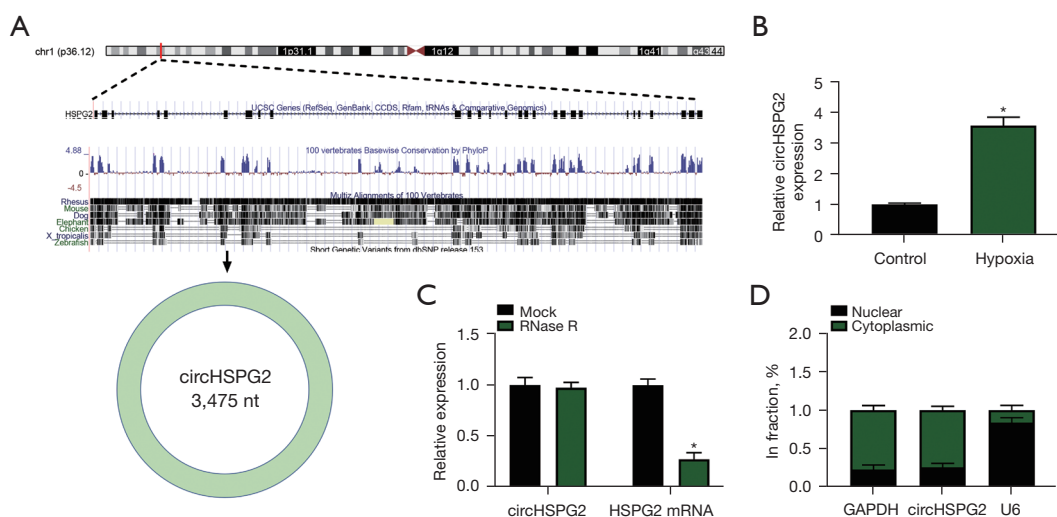 A
chr1 (p36.12)
1p31.1
1q12
1q41
q43 44
UCSC Genes (RefSeq, GenBank, CCDS, Rfam, tRNAs & Comparative Genomics)
HSPG2
4.88
100 vertebrates Basewise Conservation by PhyloP
0
-4.5
Multiz Alignments of 100 Vertebrates
Rhesus
Mouse
Dog
Elephant
Chicken
X_tropicalis
Zebrafish
Short Genetic Variants from dbSNP release 153
circHSPG2
3,475 nt
B
Relative circHSPG2
expression
5
4
3
2
1
0
*
Control
Hypoxia
C
Mock
RNase R
Relative expression
1.5
1.0
0.5
0.0
*
circHSPG2
HSPG2 mRNA
D
Nuclear
Cytoplasmic
In fraction, %
2.0
1.5
1.0
0.5
0.0
GAPDH
circHSPG2
U6